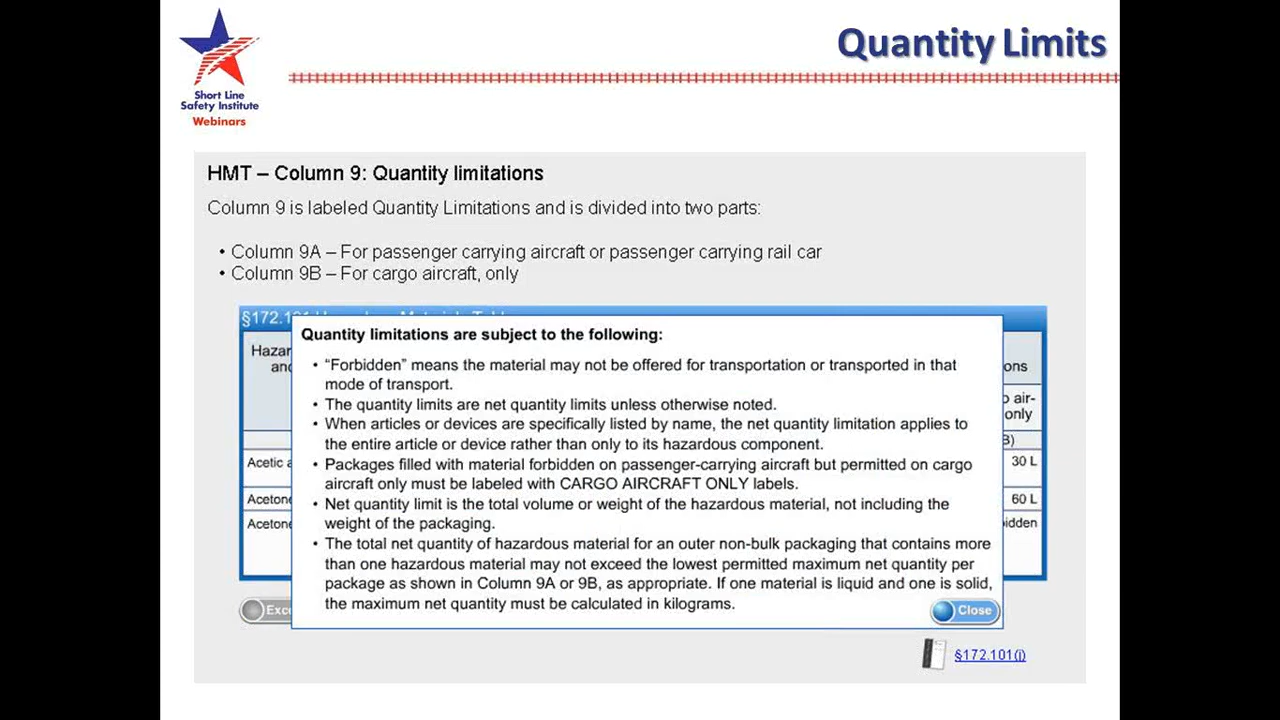 Quantity Limits
Short Line
Safety Institute
Webinars
HMT – Column 9: Quantity limitations
Column 9 is labeled Quantity Limitations and is divided into two parts:
• Column 9A – For passenger carrying aircraft or passenger carrying rail car
• Column 9B – For cargo aircraft, only
§172.1
Quantity limitations are subject to the following:
• “Forbidden” means the material may not be offered for transportation or transported in that
mode of transport.
• The quantity limits are net quantity limits unless otherwise noted.
• When articles or devices are specifically listed by name, the net quantity limitation applies to
the entire article or device rather than only to its hazardous component.
• Packages filled with material forbidden on passenger-carrying aircraft but permitted on cargo
aircraft only must be labeled with CARGO AIRCRAFT ONLY labels.
• Net quantity limit is the total volume or weight of the hazardous material, not including the
weight of the packaging.
• The total net quantity of hazardous material for an outer non-bulk packaging that contains more
than one hazardous material may not exceed the lowest permitted maximum net quantity per
package as shown in Column 9A or 9B, as appropriate. If one material is liquid and one is solid,
the maximum net quantity must be calculated in kilograms.
Hazar
and
Acetic a
Acetone
Acetone
ons
o air-
only
B)
30 L
60 L
idden
Exce
Close
§172.101(j)